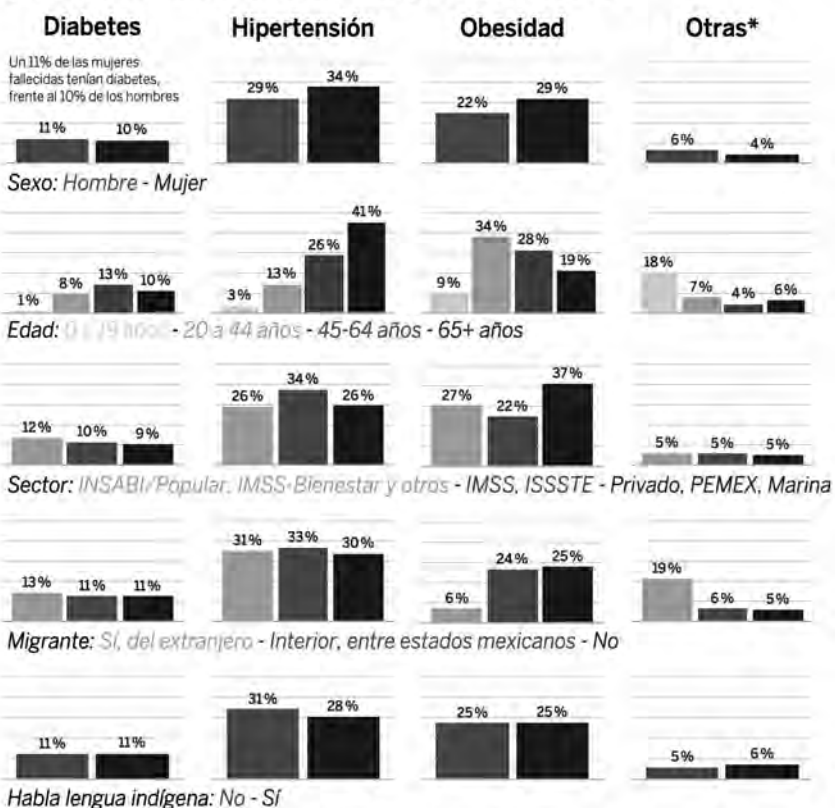 Diabetes Hipertensión Obesidad Otras*
Un 11% de las mujeres
fallecidas tenían diabetes,
frente al 10% de los hombres
11% 10% 29% 34% 22% 29% 6% 4%
Sexo: Hombre - Mujer
1% 8% 13% 10% 3% 13% 26% 41% 9% 34% 28% 19% 18% 7% 4% 6%
Edad: - 20 a 44 años - 45-64 años - 65+ años
12% 10% 9% 26% 34% 26% 27% 22% 37% 5% 5% 5%
Sector: INSABI/Popular, IMSS-Bienestar y otros - IMSS, ISSSTE - Privado, PEMEX, Marina
13% 11% 11% 31% 33% 30% 6% 24% 25% 19% 6% 5%
Migrante: Sí, del extranjero - Interior, entre estados mexicanos - No
11% 11% 31% 28% 25% 25% 5% 6%
Habla lengua indígena: No - Sí